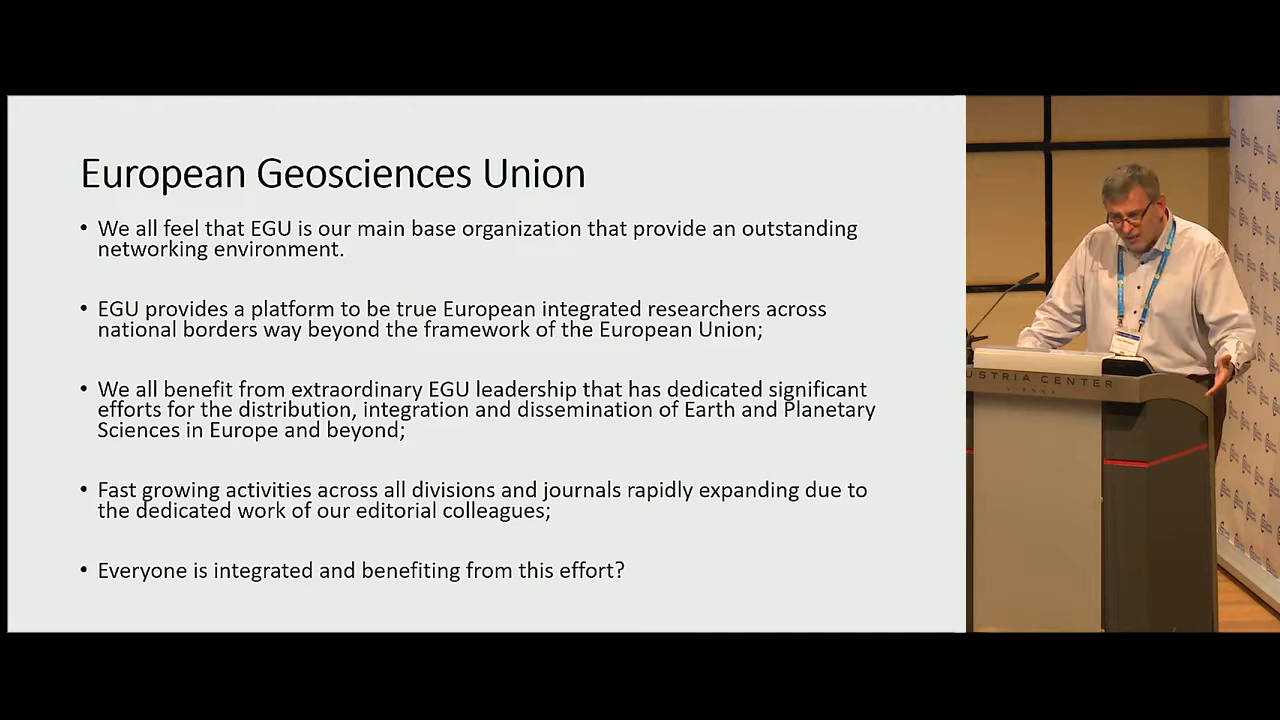 European Geosciences Union
• We all feel that EGU is our main base organization that provide an outstanding
networking environment.
• EGU provides a platform to be true European integrated researchers across
national borders way beyond the framework of the European Union;
• We all benefit from extraordinary EGU leadership that has dedicated significant
efforts for the distribution, integration and dissemination of Earth and Planetary
Sciences in Europe and beyond;
• Fast growing activities across all divisions and journals rapidly expanding due to
the dedicated work of our editorial colleagues;
• Everyone is integrated and benefiting from this effort?
USTRIA CENTER
VIENNA